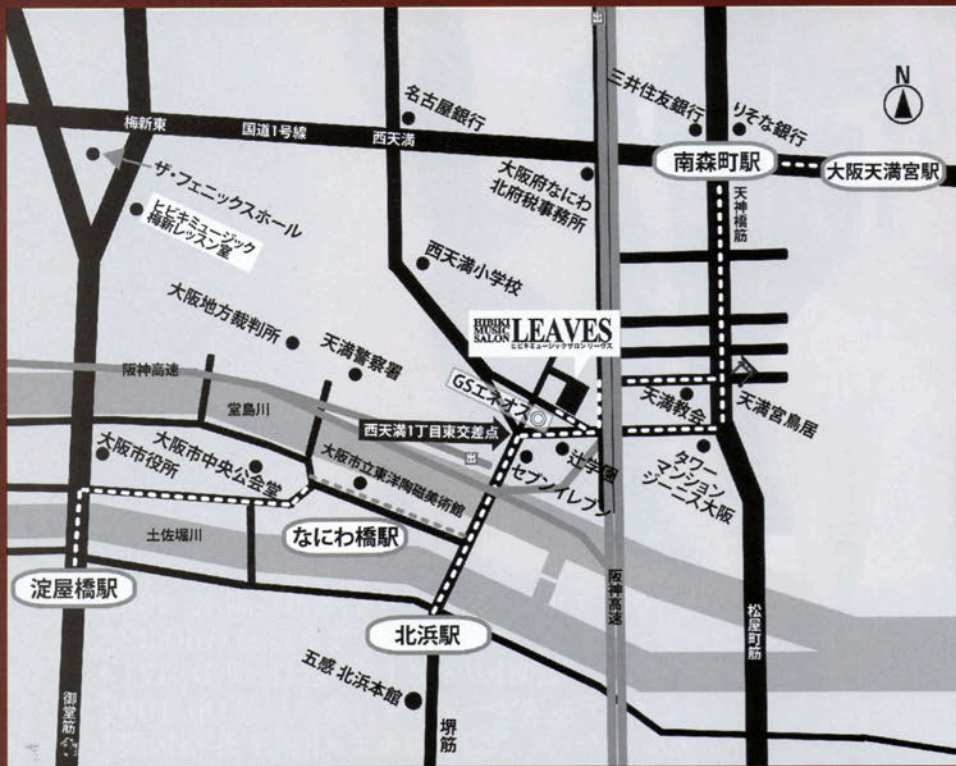 出
N
三井住友銀行
りそな銀行
名古屋銀行
梅新東
国道1号線
西天満
南森町駅
大阪天満宮駅
ザ・フェニックスホール
大阪府なにわ
北府税事務所
天神橋筋
ヒビキミュージック
梅新レッスン室
西天満小学校
大阪地方裁判所
HIBIKI
MUSIC
SALON
LEAVES
ヒビキミュージックサロン リーヴス
天満警察署
阪神高速
GSエネオス
天満教会
天満宮鳥居
堂島川
西天満1丁目東交差点
出
大阪市役所
大阪市中央公会堂
大阪市立東洋陶磁美術館
セブンイレブン
辻学園
タワー
マンション
ジーニス大阪
土佐堀川
なにわ橋駅
淀屋橋駅
阪神高速
北浜駅
松屋町筋
五感 北浜本館
御堂筋
堺筋